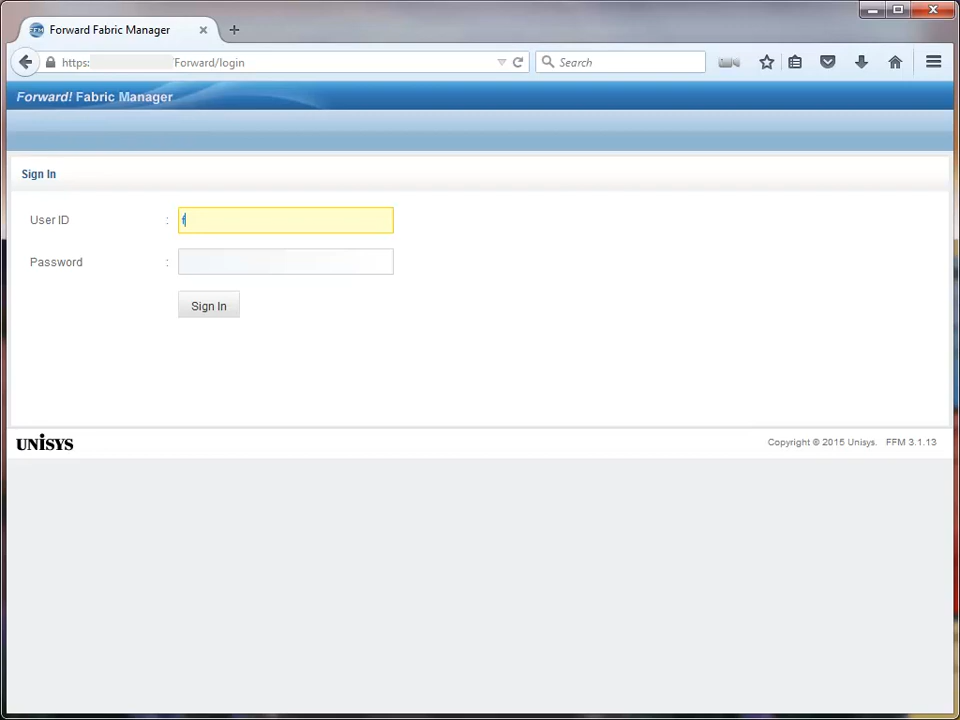 Forward Fabric Manager
https: Forward/login
Search
Forward! Fabric Manager
Sign In
User ID : f
Password :
Sign In
UNISYS
Copyright © 2015 Unisys. FFM 3.1.13